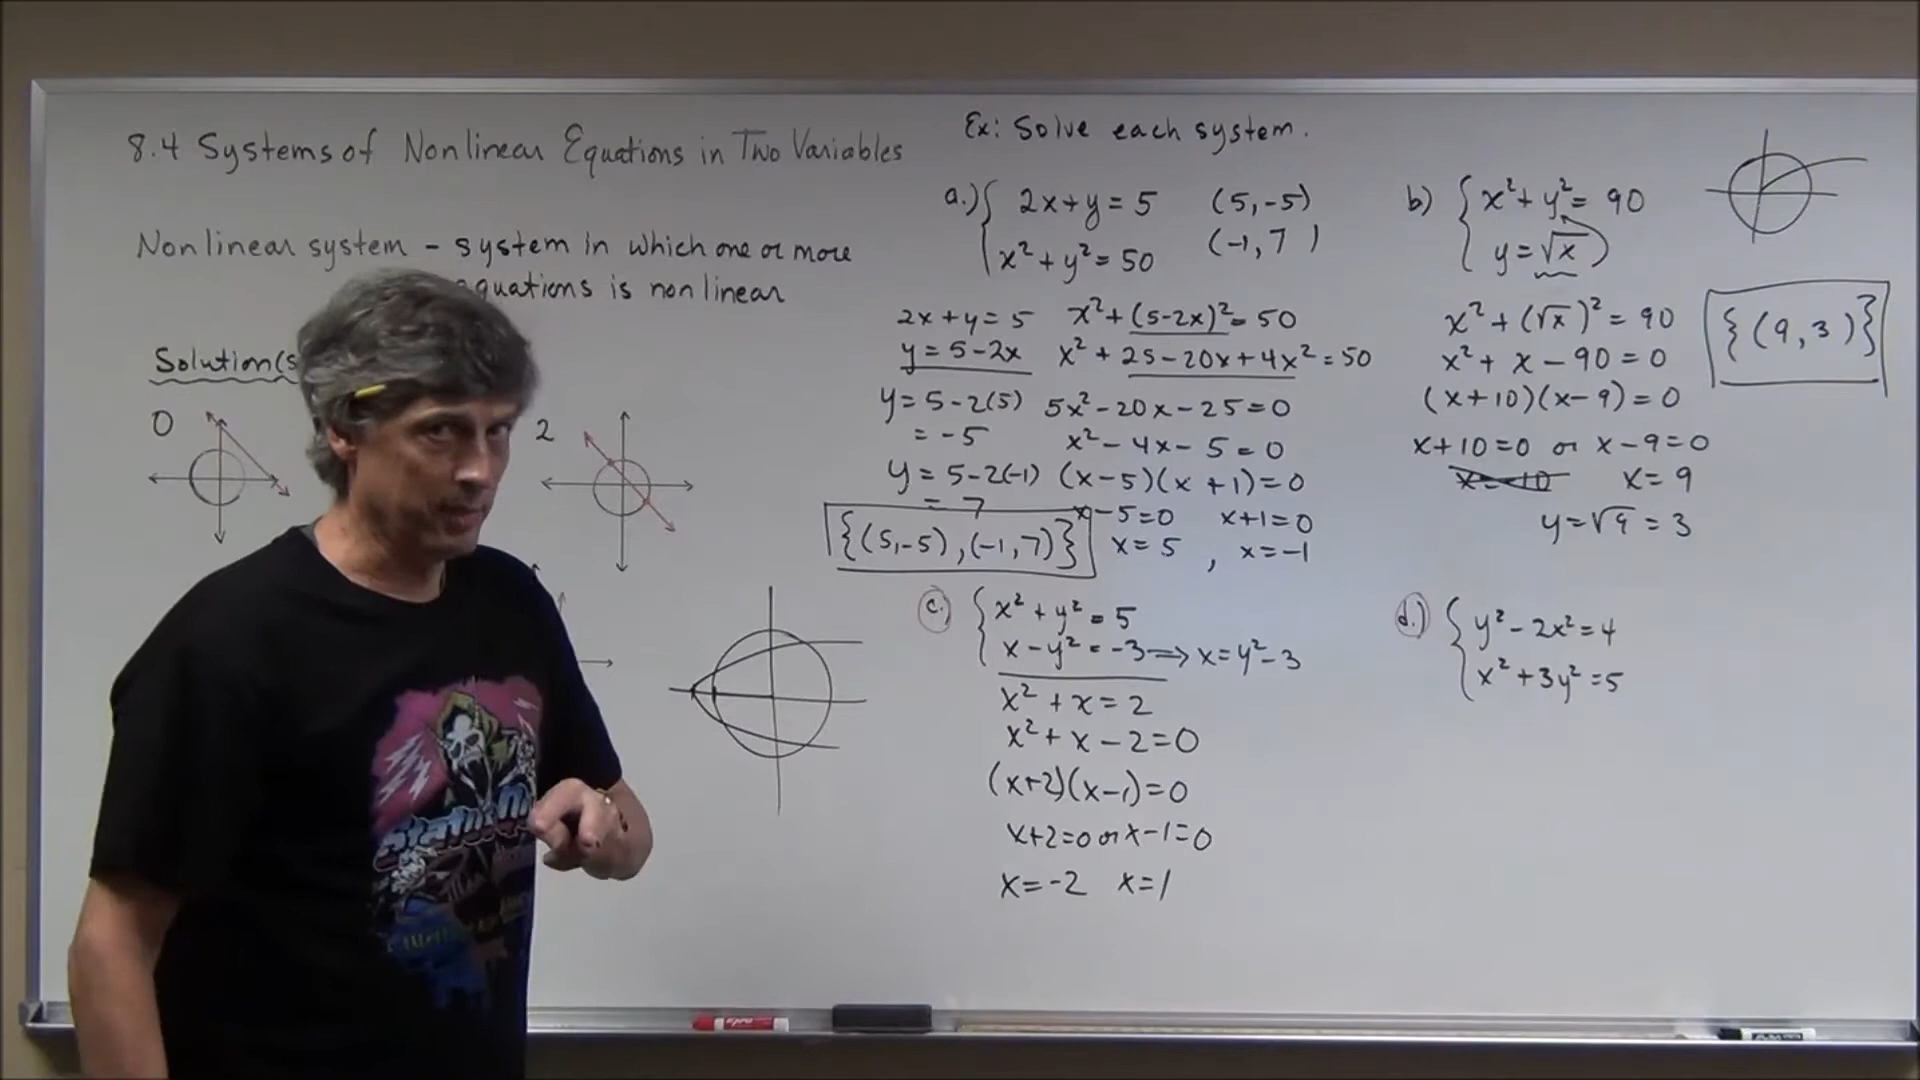 8.4 Systems of Nonlinear Equations in Two Variables
Nonlinear system - system in which one or more
equations is nonlinear
Solution(s
0
2
Ex: Solve each system.
a.) { 2x+y=5 (5,-5)
x²+y²=50 (-1,7)
2x+y=5 x²+(5-2x)²=50
y=5-2x x²+25-20x+4x²=50
y=5-2(5) 5x²-20x-25=0
=-5 x²-4x-5=0
y=5-2(-1) (x-5)(x+1)=0
=7 x-5=0 x+1=0
{(5,-5),(-1,7)} x=5, x=-1
b) { x²+y²=90
y=√x
x²+(√x)²=90
{(9,3)}
x²+x-90=0
(x+10)(x-9)=0
x+10=0 or x-9=0
x=-10 x=9
y=√9=3
c.) { x²+y²=5
x-y²=-3 ⇒ x=y²-3
x²+x=2
x²+x-2=0
(x+2)(x-1)=0
x+2=0 or x-1=0
x=-2 x=1
d.) { y²-2x²=4
x²+3y²=5